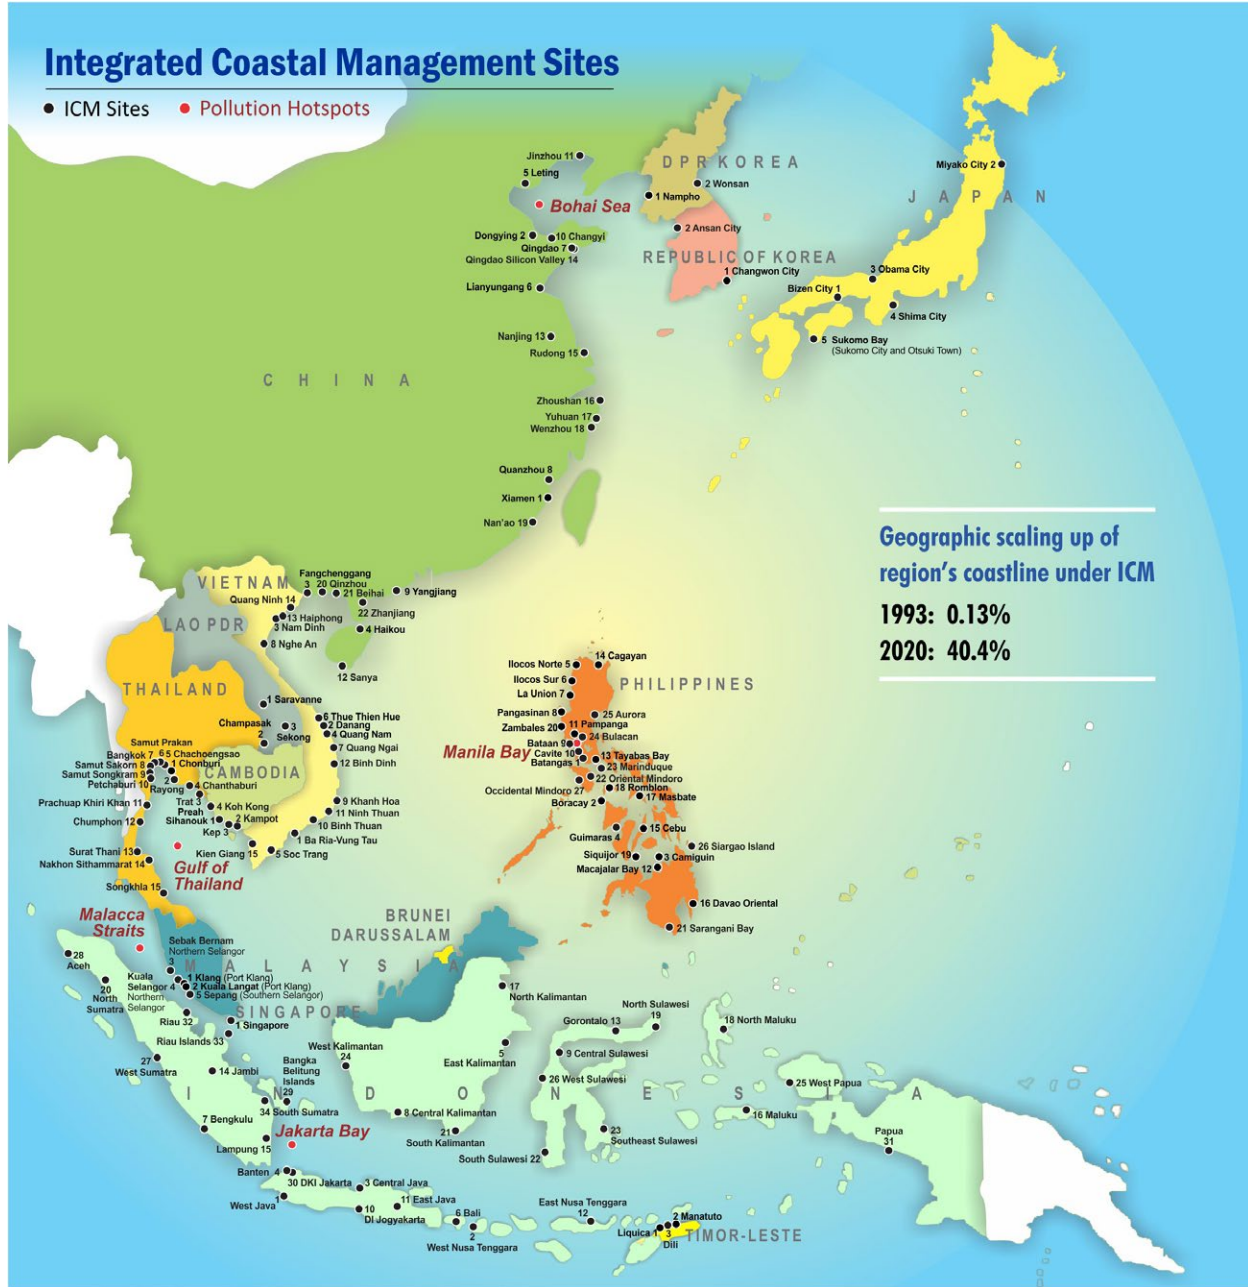 Integrated Coastal Management Sites
ICM Sites
Pollution Hotspots
Jinzhou 11
5 Leting
Bohai Sea
Dongying 2
10 Changyi
Qingdao 7
Qingdao Silicon Valley 14
Lianyungang 6
Nanjing 13
Rudong 15
CHINA
Zhoushan 16
Yuhuan 17
Wenzhou 18
Quanzhou 8
Xiamen 1
Nan'ao 19
DPR KOREA
2 Wonsan
1 Nampho
2 Ansan City
REPUBLIC OF KOREA
1 Changwon City
Miyako City 2
JAPAN
3 Obama City
Bizen City 1
4 Shima City
5 Sukomo Bay
(Sukomo City and Otsuki Town)
Geographic scaling up of
region's coastline under ICM
1993: 0.13%
2020: 40.4%
Fangchenggang
3
20 Qinzhou
21 Beihai
9 Yangjiang
22 Zhanjiang
4 Haikou
12 Sanya
VIETNAM
Quang Ninh 14
13 Haiphong
3 Nam Dinh
8 Nghe An
LAO PDR
THAILAND
1 Saravanne
Champasak
2
3
Sekong
6 Thue Thien Hue
2 Danang
4 Quang Nam
7 Quang Ngai
12 Binh Dinh
Samut Prakan
6
Bangkok 7
5 Chachoengsao
Samut Sakorn 8
1 Chonburi
Samut Songkram 9
2
Rayong
Petchaburi 10
CAMBODIA
4 Chanthaburi
Trat 3
Prachuap Khiri Khan 11
Preah
Sihanouk 1
4 Koh Kong
2 Kampot
Kep 3
9 Khanh Hoa
11 Ninh Thuan
10 Binh Thuan
1 Ba Ria-Vung Tau
Chumphon 12
Kien Giang 15
5 Soc Trang
Surat Thani 13
Nakhon Sithammarat 14
Gulf of
Thailand
Songkhla 15
Ilocos Norte 5
14 Cagayan
Ilocos Sur 6
La Union 7
PHILIPPINES
Pangasinan 8
25 Aurora
Zambales 20
11 Pampanga
24 Bulacan
Bataan 9
Manila Bay
Cavite 10
Batangas 1
13 Tayabas Bay
23 Marinduque
22 Oriental Mindoro
Occidental Mindoro 27
18 Romblon
17 Masbate
Boracay 2
Guimaras 4
15 Cebu
26 Siargao Island
Siquijor 19
3 Camiguin
Macajalar Bay 12
16 Davao Oriental
21 Sarangani Bay
Malacca
Straits
BRUNEI
DARUSSALAM
Sebak Bernam
Northern Selangor
3
MALAYSIA
28
Aceh
20
North
Sumatra
Kuala
Selangor 4
Northern
Selangor
1 Klang (Port Klang)
2 Kuala Langat (Port Klang)
5 Sepang (Southern Selangor)
SINGAPORE
1 Singapore
Riau 32
Riau Islands 33
17
North Kalimantan
North Sulawesi
19
Gorontalo 13
18 North Maluku
West Kalimantan
24
5
East Kalimantan
9 Central Sulawesi
27
West Sumatra
14 Jambi
Bangka
Belitung
Islands
29
26 West Sulawesi
25 West Papua
INDONESIA
34 South Sumatra
7 Bengkulu
8 Central Kalimantan
16 Maluku
Jakarta Bay
21
South Kalimantan
23
Southeast Sulawesi
Papua
31
Lampung 15
South Sulawesi 22
Banten 4
30 DKI Jakarta
3 Central Java
West Java 1
10
DI Jogyakarta
11 East Java
6 Bali
2
West Nusa Tenggara
East Nusa Tenggara
12
2 Manatuto
Liquica 1
3
Dili
TIMOR-LESTE